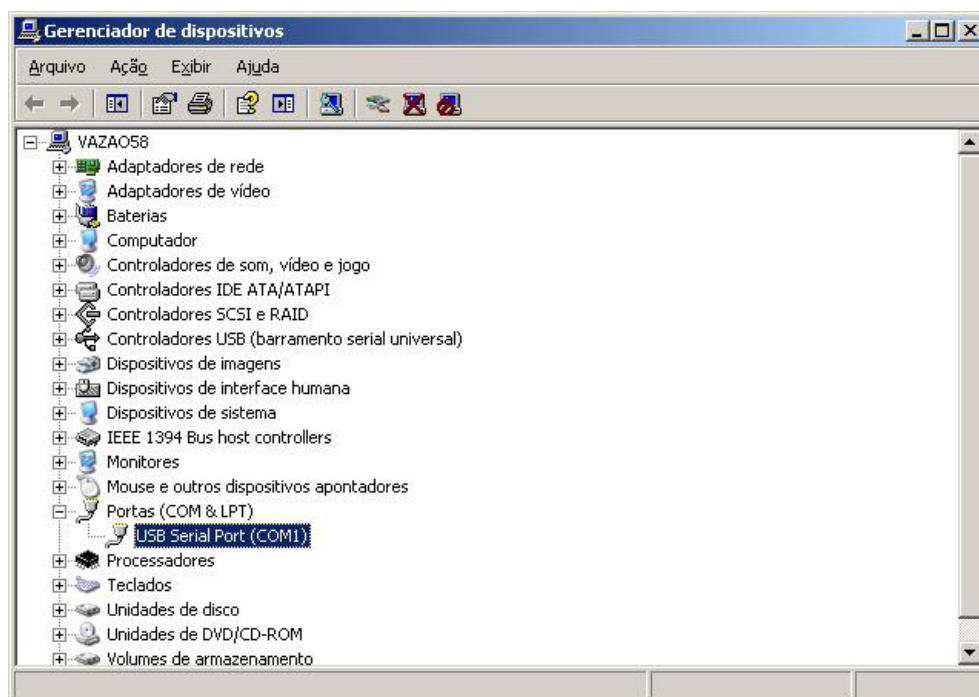 Gerenciador de dispositivos
Arquivo Ação Exibir Ajuda
VAZAO58
Adaptadores de rede
Adaptadores de vídeo
Baterias
Computador
Controladores de som, vídeo e jogo
Controladores IDE ATA/ATAPI
Controladores SCSI e RAID
Controladores USB (barramento serial universal)
Dispositivos de imagens
Dispositivos de interface humana
Dispositivos de sistema
IEEE 1394 Bus host controllers
Monitores
Mouse e outros dispositivos apontadores
Portas (COM & LPT)
USB Serial Port (COM1)
Processadores
Teclados
Unidades de disco
Unidades de DVD/CD-ROM
Volumes de armazenamento